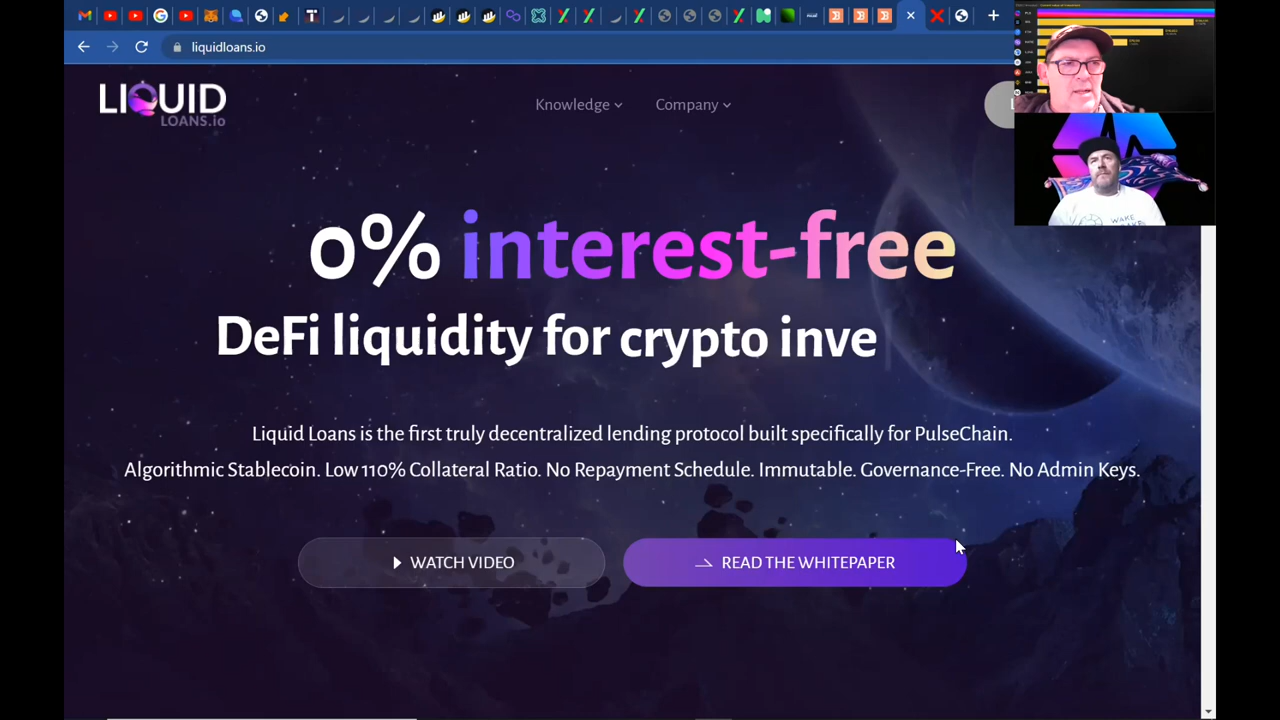 liquidloans.io
LIQUID
LOANS.io
Knowledge
Company
0% interest-free
DeFi liquidity for crypto inve
Liquid Loans is the first truly decentralized lending protocol built specifically for PulseChain.
Algorithmic Stablecoin. Low 110% Collateral Ratio. No Repayment Schedule. Immutable. Governance-Free. No Admin Keys.
WATCH VIDEO
READ THE WHITEPAPER
WAKE